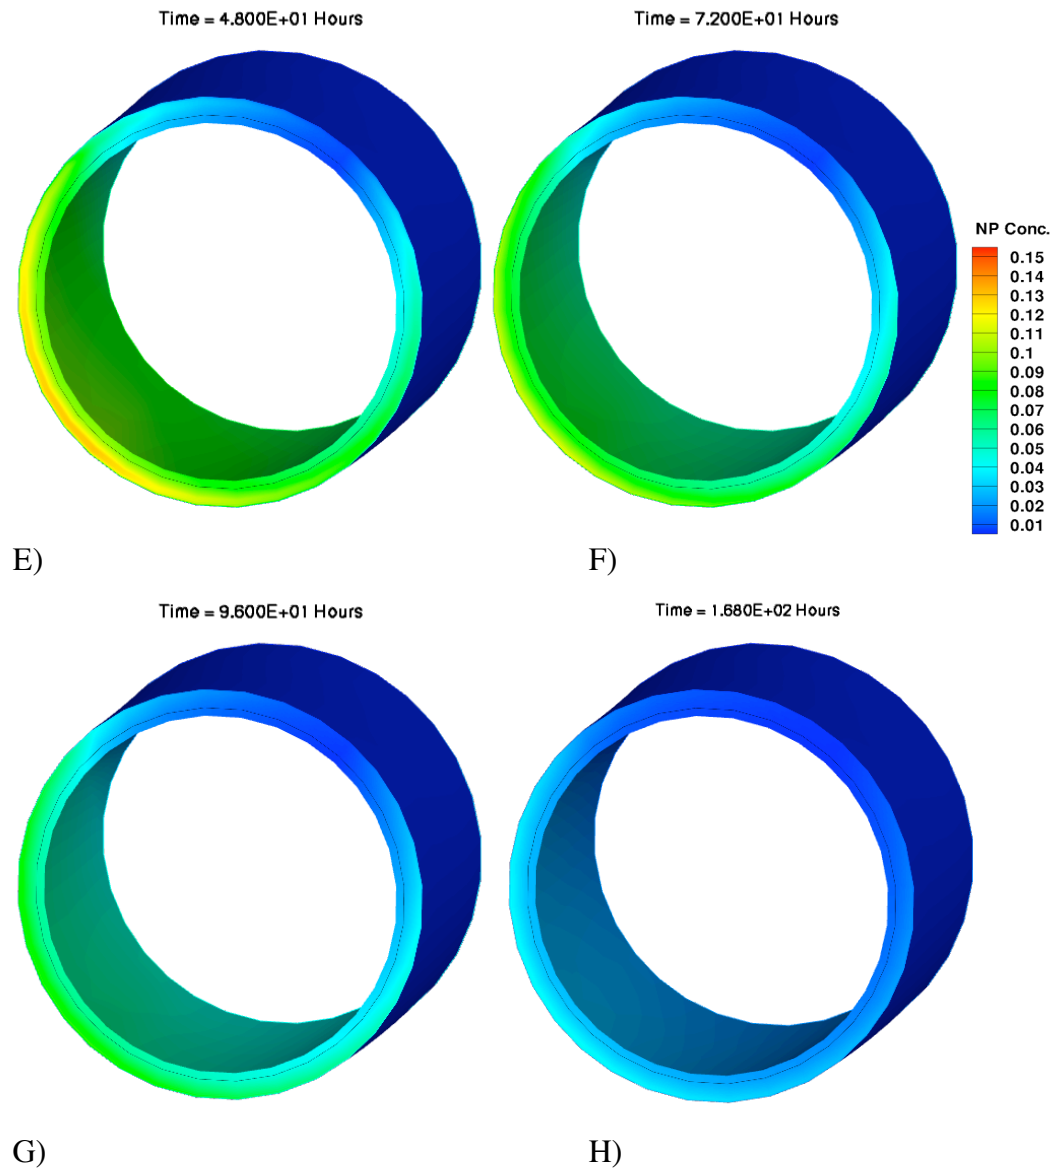 Time = 4.800E+01 Hours
Time = 7.200E+01 Hours
NP Conc.
0.15
0.14
0.13
0.12
0.11
0.1
0.09
0.08
0.07
0.06
0.05
0.04
0.03
0.02
0.01
E)
F)
Time = 9.600E+01 Hours
Time = 1.680E+02 Hours
G)
H)